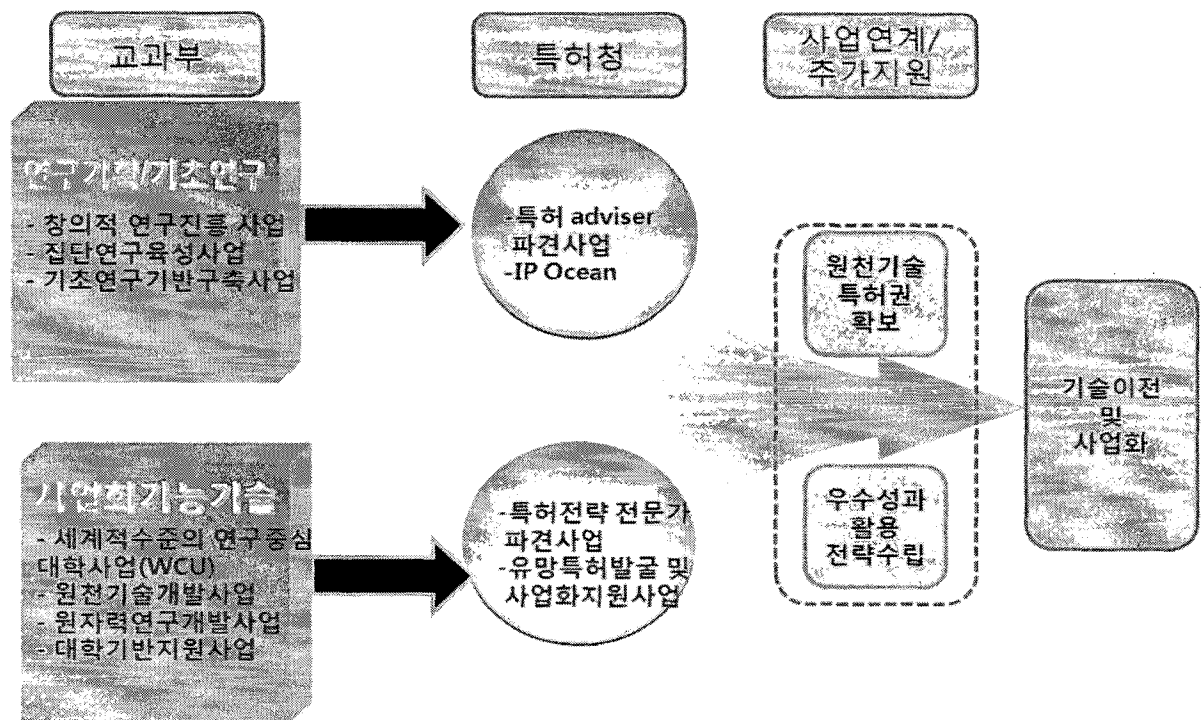 교과부
특허청
사업연계/
추가지원
연구기획/기초연구
- 창의적 연구진흥 사업
- 집단연구육성사업
- 기초연구기반구축사업
-특허 adviser
파견사업
-IP Ocean
원천기술
특허권
확보
기술이전
및
사업화
사업화가능기술
- 세계적수준의 연구중심
대학사업(WCU)
- 원천기술개발사업
- 원자력연구개발사업
- 대학기반지원사업
-특허전략 전문가
파견사업
-유망특허발굴 및
사업화지원사업
우수성과
활용
전략수립